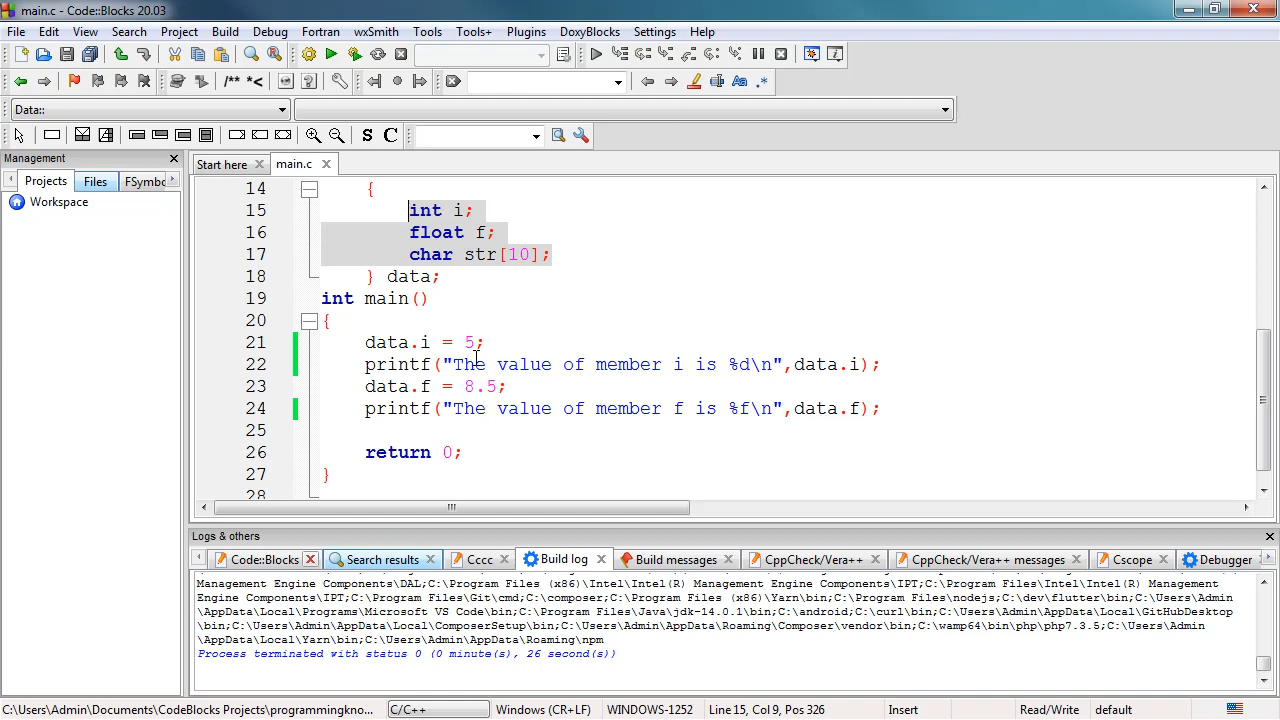 main.c - Code::Blocks 20.03
File Edit View Search Project Build Debug Fortran wxSmith Tools Tools+ Plugins DoxyBlocks Settings Help
/** *<
Data::
S C
Management
Projects Files FSymbo
Workspace
Start here main.c
14 {
15 int i;
16 float f;
17 char str[10];
18 } data;
19 int main()
20 {
21 data.i = 5;
22 printf("The value of member i is %d\n",data.i);
23 data.f = 8.5;
24 printf("The value of member f is %f\n",data.f);
25
26 return 0;
27 }
28
Logs & others
Code::Blocks Search results Cccc Build log Build messages CppCheck/Vera++ CppCheck/Vera++ messages Cscope Debugger
Management Engine Components\DAL;C:\Program Files (x86)\Intel\Intel(R) Management Engine Components\IPT;C:\Program Files\Intel\Intel(R) Management
Engine Components\IPT;C:\Program Files\Git\cmd;C:\composer;C:\Program Files\nodejs;C:\dev\flutter\bin;C:\Users\Admin
\AppData\Local\Programs\Microsoft VS Code\bin;C:\Program Files\Java\jdk-14.0.1\bin;C:\android;C:\curl\bin;C:\Users\Admin\AppData\Local\GitHubDesktop
\bin;C:\Users\Admin\AppData\Local\ComposerSetup\bin;C:\Users\Admin\AppData\Roaming\Composer\vendor\bin;C:\wamp64\bin\php\php7.3.5;C:\Users\Admin
\AppData\Local\Yarn\bin;C:\Users\Admin\AppData\Roaming\npm
Process terminated with status 0 (0 minute(s), 26 second(s))
C:\Users\Admin\Documents\CodeBlocks Projects\programmingkno... C/C++ Windows (CR+LF) WINDOWS-1252 Line 15, Col 9, Pos 326 Insert Read/Write default